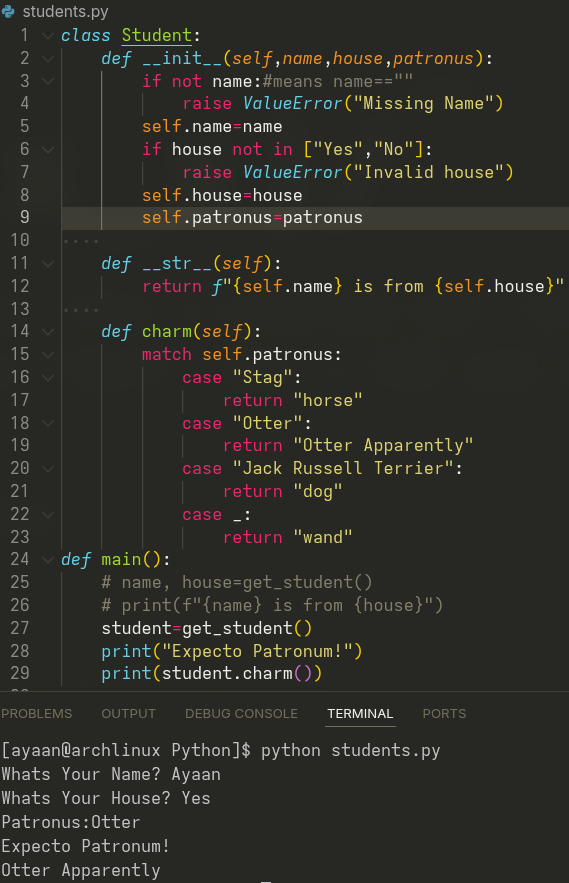 students.py
1 class Student:
2     def __init__(self,name,house,patronus):
3         if not name:#means name==""
4             raise ValueError("Missing Name")
5         self.name=name
6         if house not in ["Yes","No"]:
7             raise ValueError("Invalid house")
8         self.house=house
9         self.patronus=patronus
10 ····
11     def __str__(self):
12         return f"{self.name} is from {self.house}"
13 ····
14     def charm(self):
15         match self.patronus:
16             case "Stag":
17                 return "horse"
18             case "Otter":
19                 return "Otter Apparently"
20             case "Jack Russell Terrier":
21                 return "dog"
22             case _:
23                 return "wand"
24 def main():
25     # name, house=get_student()
26     # print(f"{name} is from {house}")
27     student=get_student()
28     print("Expecto Patronum!")
29     print(student.charm())
PROBLEMS OUTPUT DEBUG CONSOLE TERMINAL PORTS
[ayaan@archlinux Python]$ python students.py
Whats Your Name? Ayaan
Whats Your House? Yes
Patronus:Otter
Expecto Patronum!
Otter Apparently